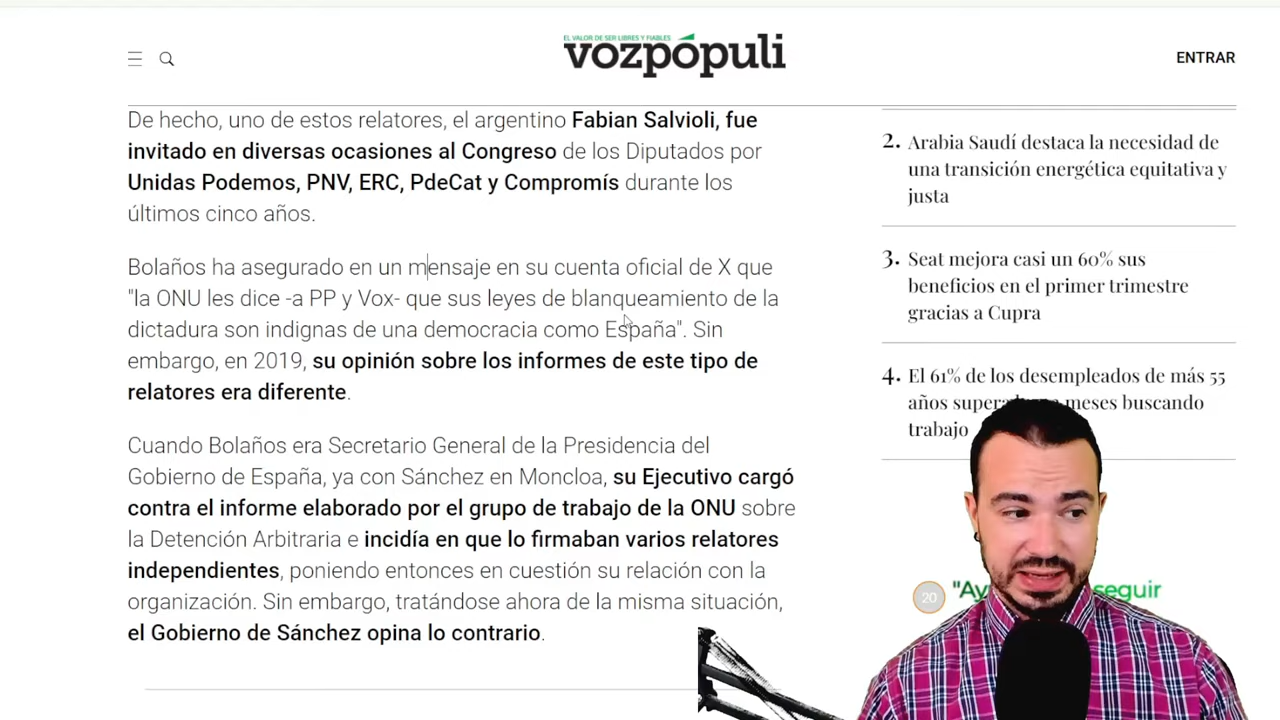 EL VALOR DE SER LIBRES Y FIABLES
vozpópuli
ENTRAR
De hecho, uno de estos relatores, el argentino Fabian Salvioli, fue
invitado en diversas ocasiones al Congreso de los Diputados por
Unidas Podemos, PNV, ERC, PdeCat y Compromís durante los
últimos cinco años.
Bolaños ha asegurado en un mensaje en su cuenta oficial de X que
"la ONU les dice -a PP y Vox- que sus leyes de blanqueamiento de la
dictadura son indignas de una democracia como España". Sin
embargo, en 2019, su opinión sobre los informes de este tipo de
relatores era diferente.
Cuando Bolaños era Secretario General de la Presidencia del
Gobierno de España, ya con Sánchez en Moncloa, su Ejecutivo cargó
contra el informe elaborado por el grupo de trabajo de la ONU sobre
la Detención Arbitraria e incidía en que lo firmaban varios relatores
independientes, poniendo entonces en cuestión su relación con la
organización. Sin embargo, tratándose ahora de la misma situación,
el Gobierno de Sánchez opina lo contrario.
2. Arabia Saudí destaca la necesidad de
una transición energética equitativa y
justa
3. Seat mejora casi un 60% sus
beneficios en el primer trimestre
gracias a Cupra
4. El 61% de los desempleados de más 55
años meses buscando
trabajo
20
seguir